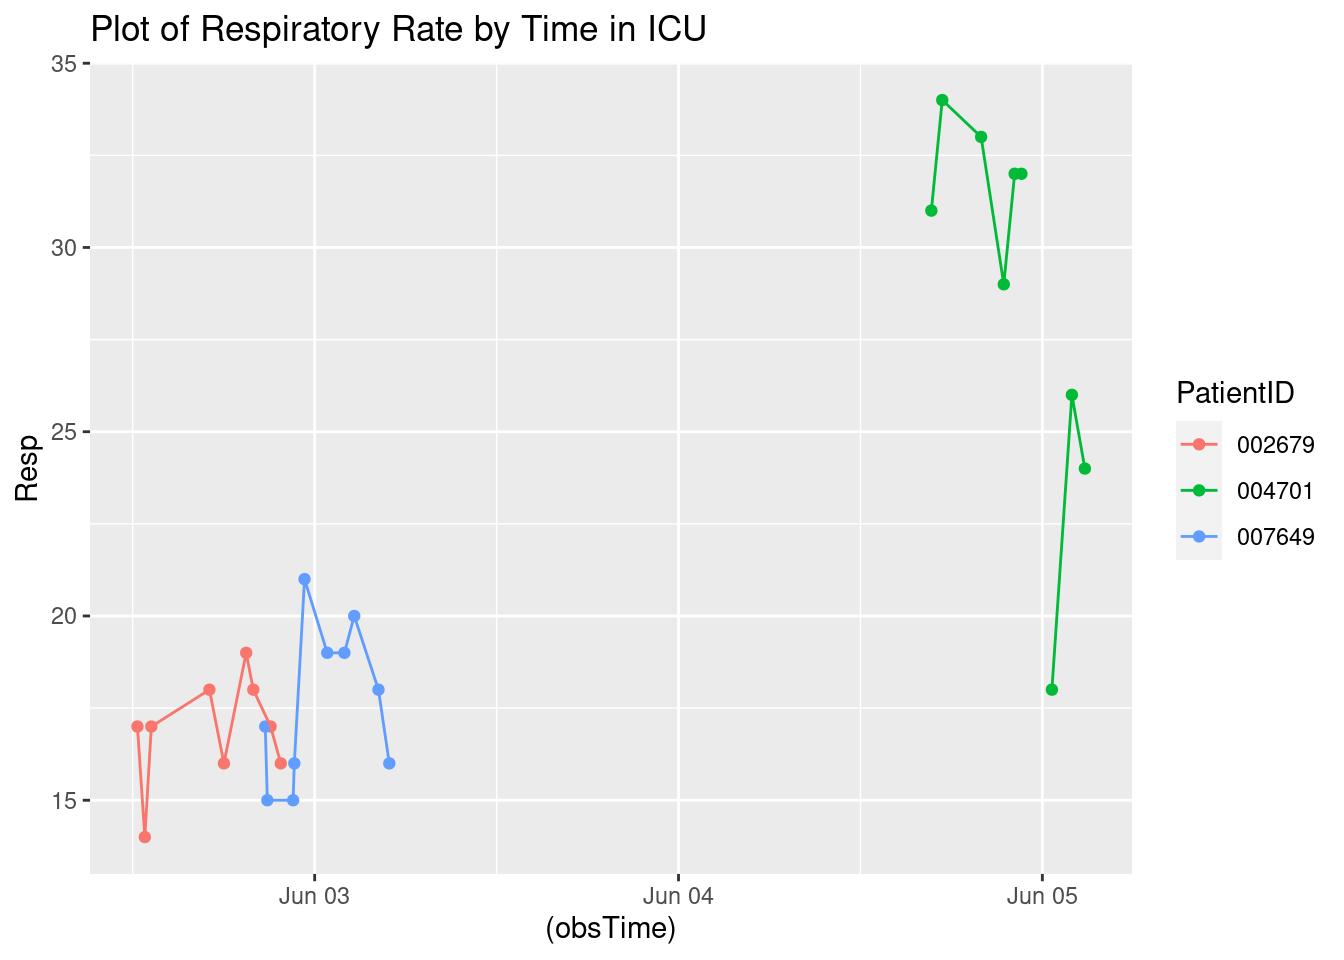 Plot of Respiratory Rate by Time in ICU
35
30
25
20
15
Resp
Jun 03
Jun 04
Jun 05
(obsTime)
PatientID
002679
004701
007649